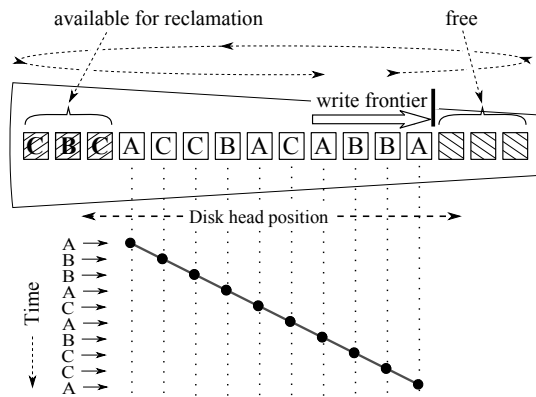 available for reclamation
free
write frontier
C B C A C C B A C A B B A
Disk head position
Time
A
B
B
A
C
A
B
C
C
A